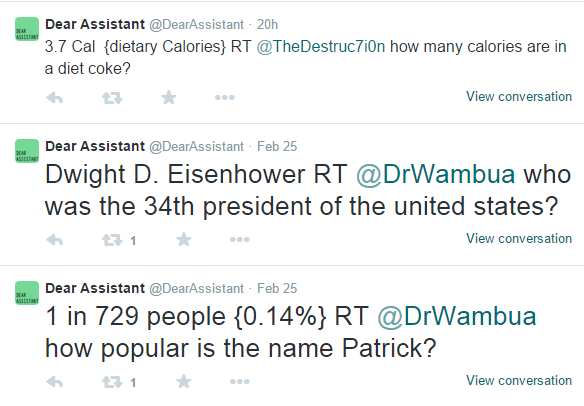 DEAR
ASSISTANT
Dear Assistant @DearAssistant · 20h
3.7 Cal {dietary Calories} RT @TheDestruc7i0n how many calories are in
a diet coke?
View conversation
DEAR
ASSISTANT
Dear Assistant @DearAssistant · Feb 25
Dwight D. Eisenhower RT @DrWambua who
was the 34th president of the united states?
1
View conversation
DEAR
ASSISTANT
Dear Assistant @DearAssistant · Feb 25
1 in 729 people {0.14%} RT @DrWambua
how popular is the name Patrick?
1
View conversation